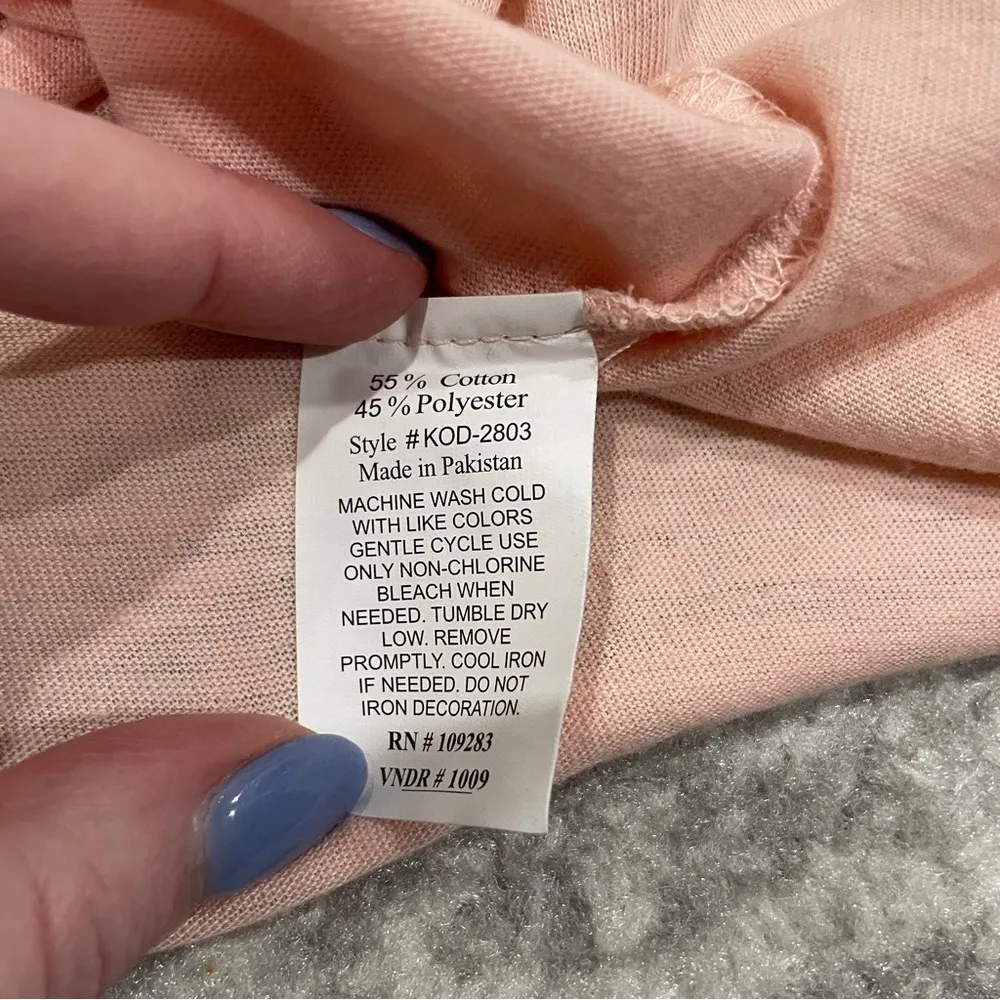 55 % Cotton
45 % Polyester
Style #KOD-2803
Made in Pakistan
MACHINE WASH COLD
WITH LIKE COLORS
GENTLE CYCLE USE
ONLY NON-CHLORINE
BLEACH WHEN
NEEDED. TUMBLE DRY
LOW. REMOVE
PROMPTLY. COOL IRON
IF NEEDED. DO NOT
IRON DECORATION.
RN # 109283
VNDR # 1009